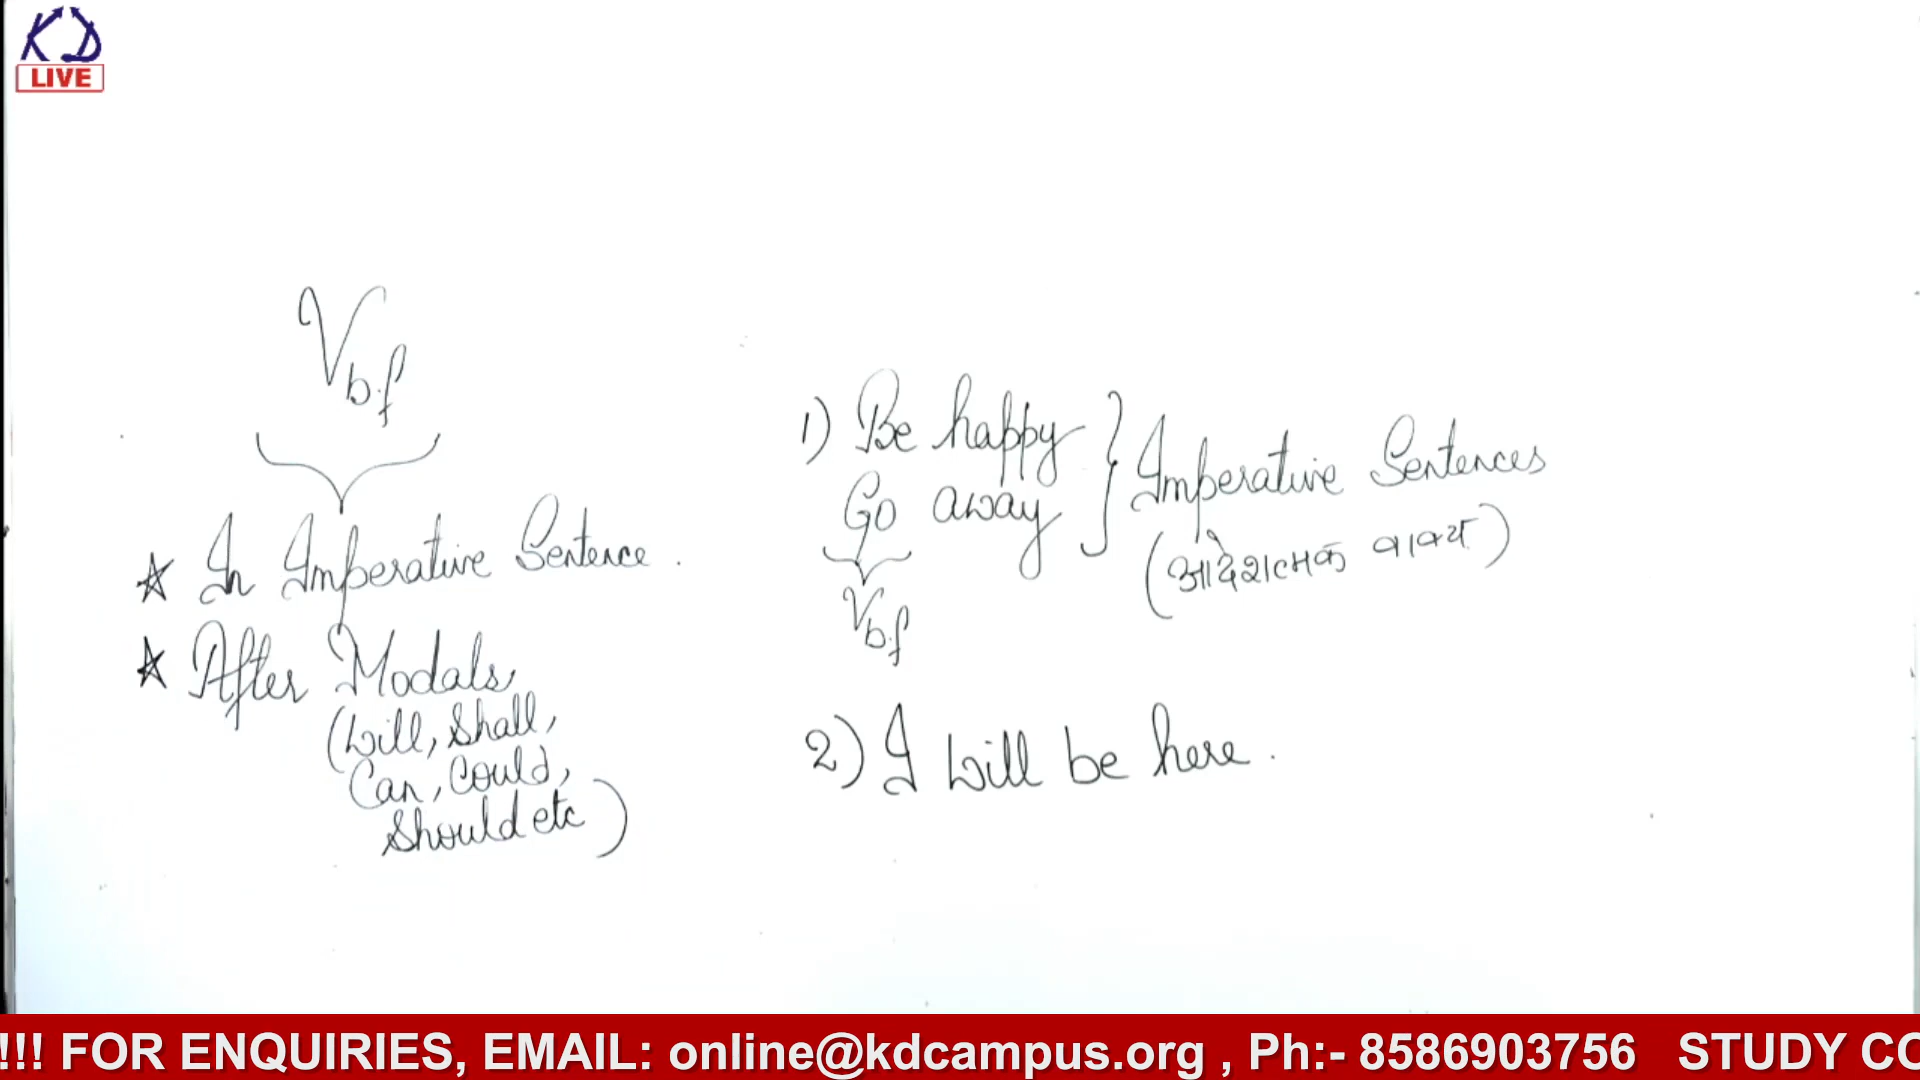 KD
LIVE
Vb.f
★ In Imperative Sentence.
★ After Modals
(Will, Shall,
Can, Could,
Should etc)
1) Be happy
Go away
} Imperative Sentences
(आदेशात्मक वाक्य)
Vb.f
2) I will be here.
!!! FOR ENQUIRIES, EMAIL: online@kdcampus.org , Ph:- 8586903756 STUDY CO